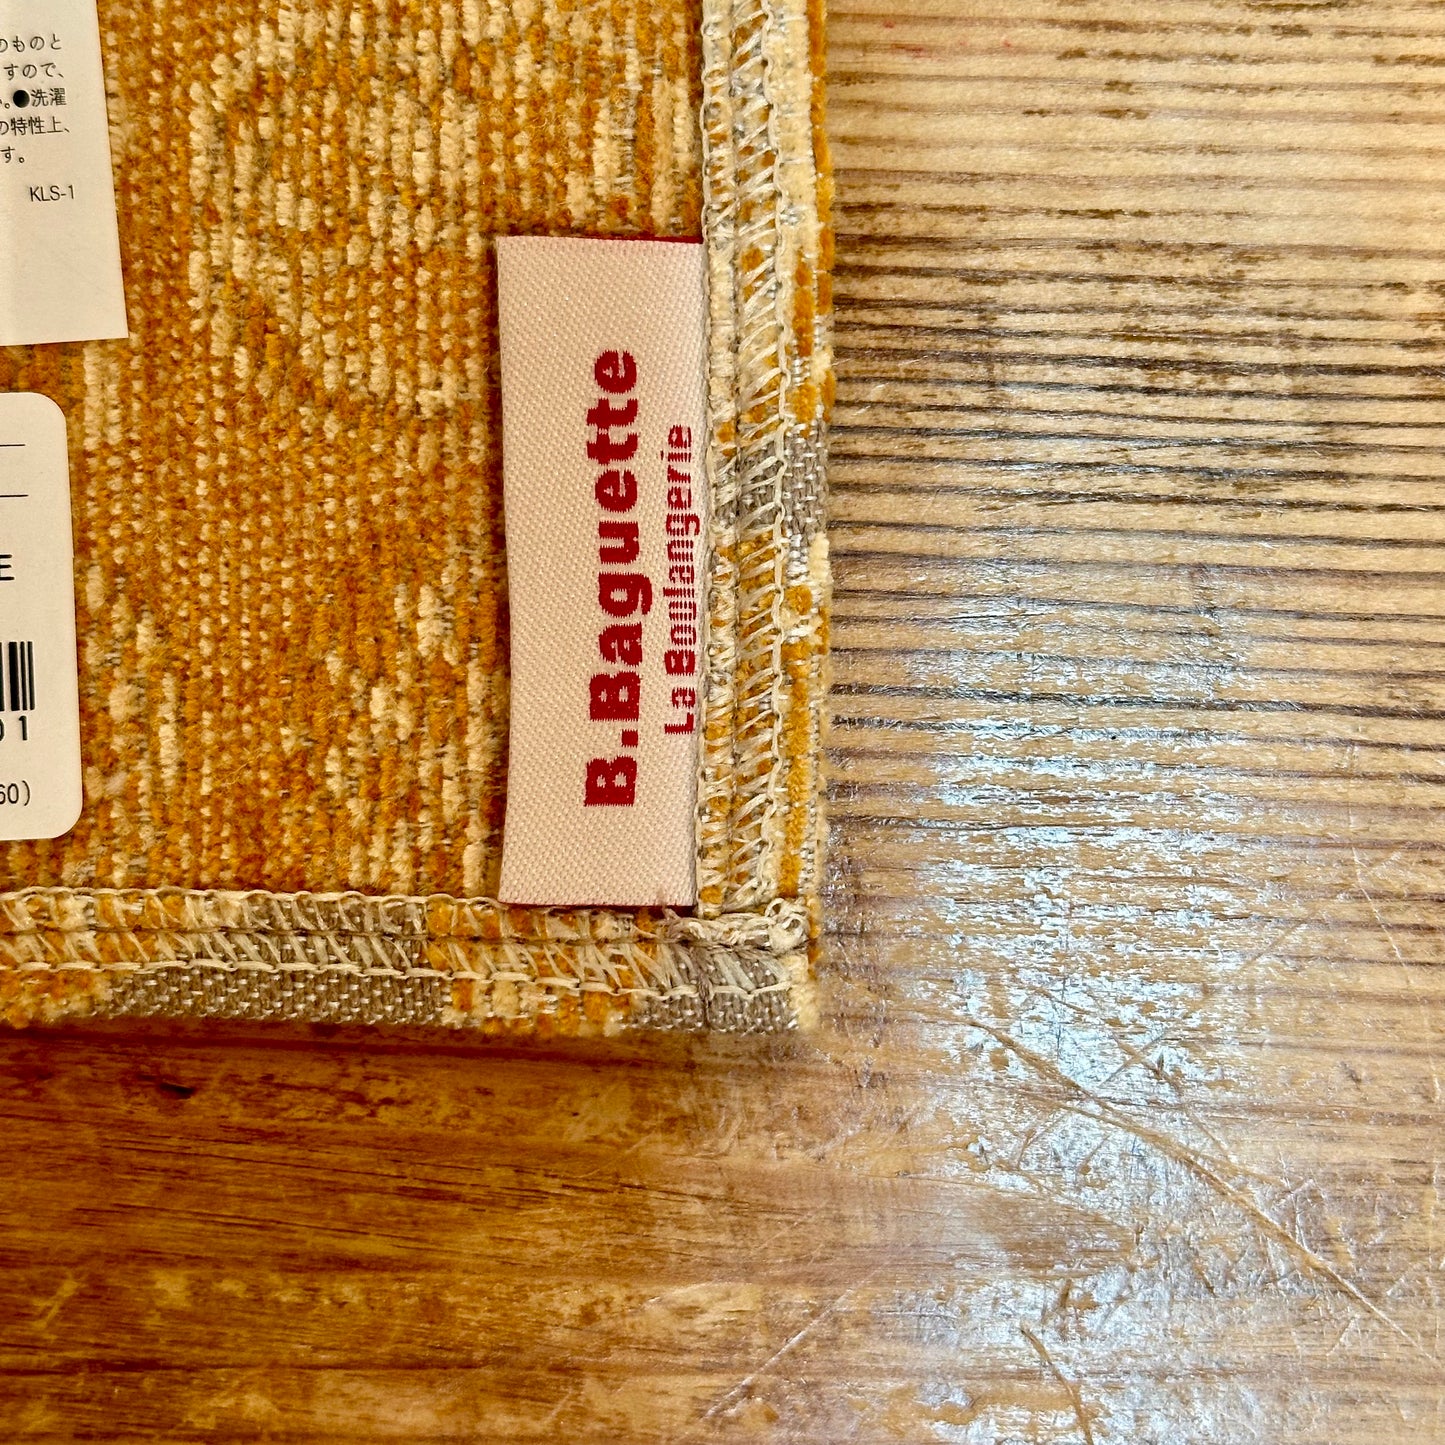 のものと
すので、
い。●洗濯
の特性上、
す。
KLS-1
E
01
60)
B.Baguette
La Boulangerie